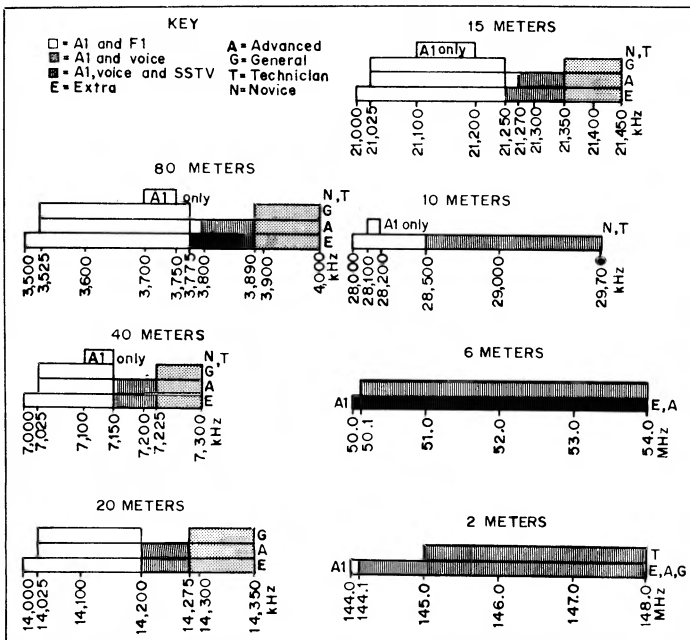 KEY
□ = A1 and F1
= A1 and voice
= A1, voice and SSTV
E = Extra
A = Advanced
G = General
T = Technician
N = Novice
15 METERS
A1 only
N,T
G
A
E
21,000
21,025
21,100
21,200
21,250
21,270
21,300
21,350
21,400
21,450
kHz
80 METERS
A1 only
N,T
G
A
E
3,500
3,525
3,600
3,700
3,750
3,775
3,800
3,890
3,900
4,000
kHz
10 METERS
A1 only
N,T
28,000
28,100
28,200
28,500
29,000
29,70
kHz
40 METERS
A1 only
N,T
G,
A
E
7,000
7,025
7,100
7,150
7,200
7,225
7,300
kHz
6 METERS
A1
E,A
50.0
50.1
51.0
52.0
53.0
54.0
MHz
20 METERS
G
A
E
14,000
14,025
14,100
14,200
14,275
14,300
14,350
kHz
2 METERS
T
A1
E,A,G
144.0
144.1
145.0
146.0
147.0
148.0
MHz